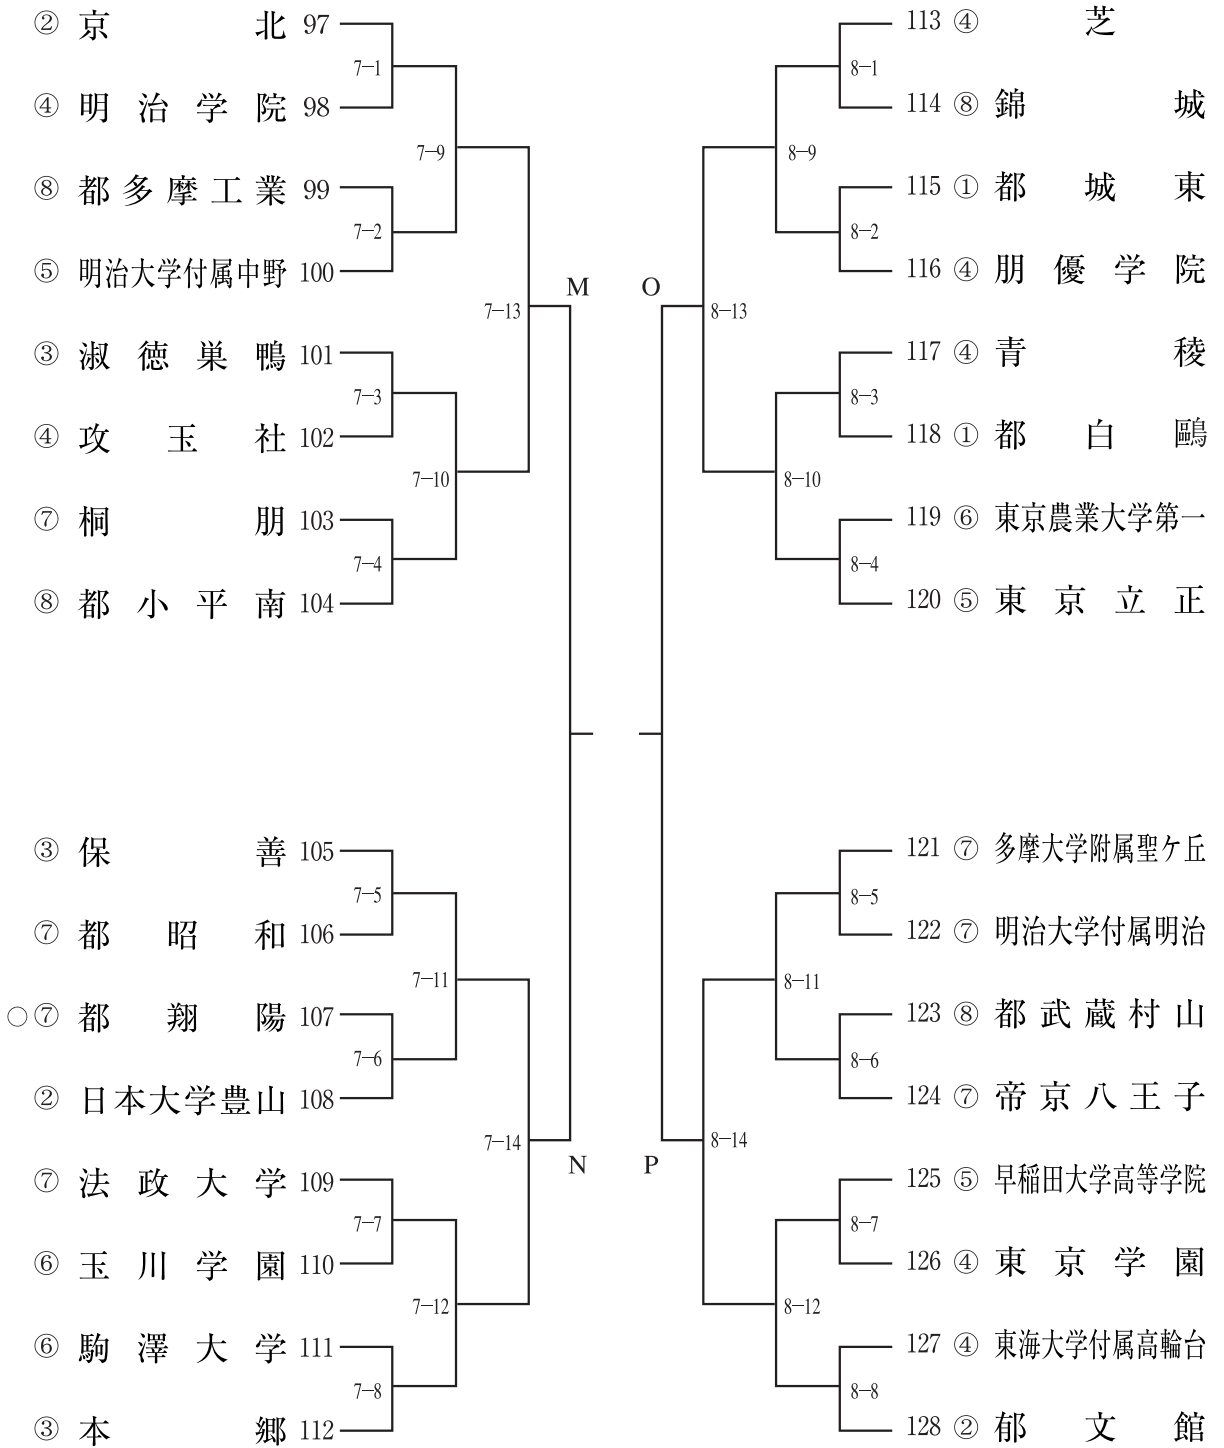 ② 京北 97
7-1
④ 明治学院 98
7-9
⑧ 都多摩工業 99
7-2
⑤ 明治大学付属中野 100
7-13
M
③ 淑徳巣鴨 101
7-3
④ 攻玉社 102
7-10
⑦ 桐朋 103
7-4
⑧ 都小平南 104
③ 保善 105
7-5
⑦ 都昭和 106
7-11
○⑦ 都翔陽 107
7-6
② 日本大学豊山 108
7-14
N
⑦ 法政大学 109
7-7
⑥ 玉川学園 110
7-12
⑥ 駒澤大学 111
7-8
③ 本郷 112
113 ④ 芝
8-1
114 ⑧ 錦城
8-9
115 ① 都城東
8-2
116 ④ 朋優学院
O
8-13
117 ④ 青稜
8-3
118 ① 都白鷗
8-10
119 ⑥ 東京農業大学第一
8-4
120 ⑤ 東京立正
121 ⑦ 多摩大学附属聖ケ丘
8-5
122 ⑦ 明治大学付属明治
8-11
123 ⑧ 都武蔵村山
8-6
124 ⑦ 帝京八王子
8-14
P
125 ⑤ 早稲田大学高等学院
8-7
126 ④ 東京学園
8-12
127 ④ 東海大学付属高輪台
8-8
128 ② 郁文館